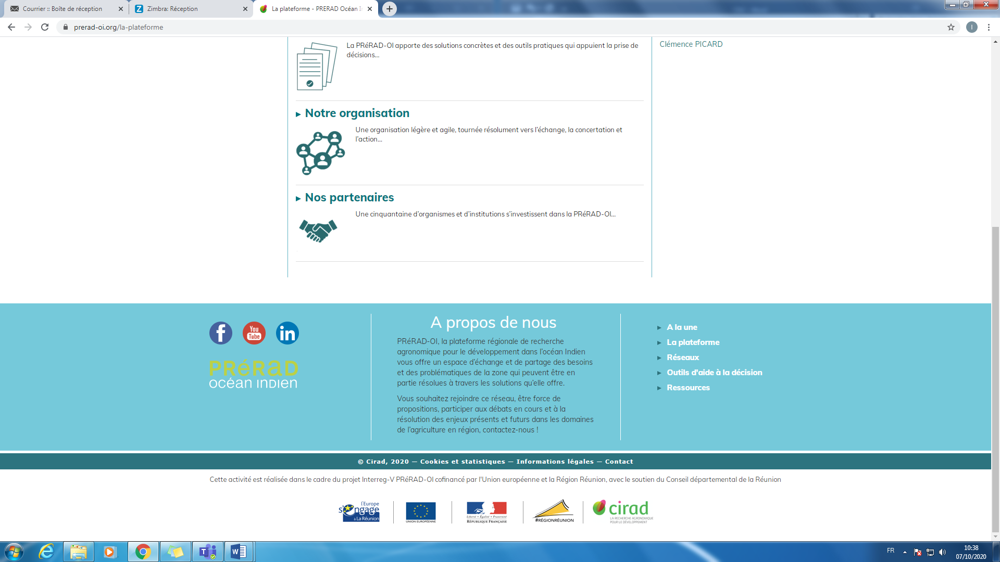 Courrier :: Boîte de réception
Zimbra: Réception
La plateforme - PRERAD Océan I
prerad-oi.org/la-plateforme
La PRéRAD-OI apporte des solutions concrètes et des outils pratiques qui appuient la prise de
décisions...
Clémence PICARD
Notre organisation
Une organisation légère et agile, tournée résolument vers l'échange, la concertation et
l'action...
Nos partenaires
Une cinquantaine d'organismes et d'institutions s'investissent dans la PRéRAD-OI...
You
Tube
in
PRéRAD
océan Indien
A propos de nous
PRéRAD-OI, la plateforme régionale de recherche
agronomique pour le développement dans l'océan Indien
vous offre un espace d'échange et de partage des besoins
et des problématiques de la zone qui peuvent être en
partie résolues à travers les solutions qu'elle offre.
Vous souhaitez rejoindre ce réseau, être force de
propositions, participer aux débats en cours et à la
résolution des enjeux présents et futurs dans les domaines
de l'agriculture en région, contactez-nous !
A la une
La plateforme
Réseaux
Outils d'aide à la décision
Ressources
© Cirad, 2020 — Cookies et statistiques — Informations légales — Contact
Cette activité est réalisée dans le cadre du projet Interreg-V PRéRAD-OI cofinancé par l'Union européenne et la Région Réunion, avec le soutien du Conseil départemental de la Réunion
l'Europe
s'engage
à La Réunion
UNION EUROPÉENNE
Liberté • Égalité • Fraternité
RÉPUBLIQUE FRANÇAISE
#RÉGIONRÉUNION
cirad
LA RECHERCHE AGRONOMIQUE
POUR LE DÉVELOPPEMENT
FR
10:38
07/10/2020